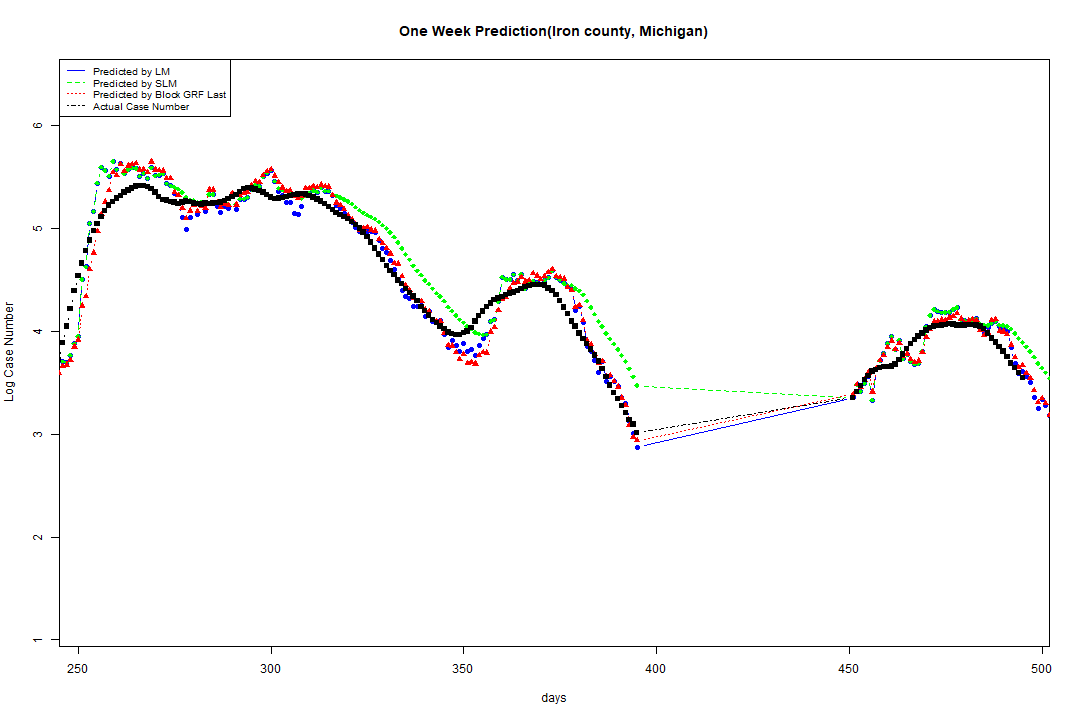 One Week Prediction(Iron county, Michigan)
Predicted by LM
Predicted by SLM
Predicted by Block GRF Last
Actual Case Number
6
5
4
3
2
1
Log Case Number
250 300 350 400 450 500
days